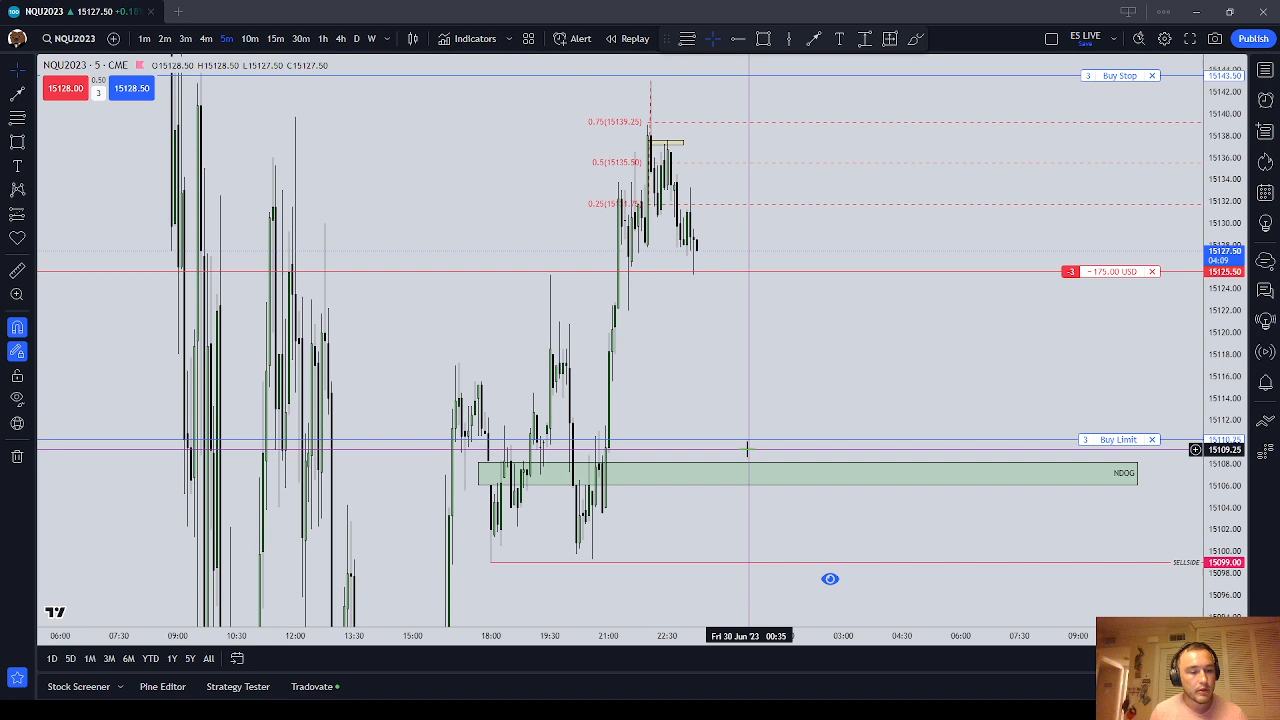 NQU2023 15127.50 +0.18%
NQU2023 1m 2m 3m 4m 5m 10m 15m 30m 1h 4h D W Indicators Alert Replay ES LIVE Save Publish
NQU2023 · 5 · CME O15128.50 H15128.50 L15127.50 C15127.50
15128.00 0.50 3 15128.50
3 Buy Stop 15143.50
15142.00
15140.00
0.75(15139.25)
15138.00
15136.00
0.5(15135.50)
15134.00
15132.00
15130.00
15127.50
04:09
-3 −175.00 USD 15125.50
15124.00
15122.00
15120.00
15118.00
15116.00
15114.00
15112.00
3 Buy Limit 15110.25
15109.25
15108.00
NDOG
15106.00
15104.00
15102.00
15100.00
SELLSIDE 15099.00
15098.00
06:00 07:30 09:00 10:30 12:00 13:30 15:00 16:30 18:00 19:30 21:00 22:30 Fri 30 Jun '23 00:35 03:00 04:30 06:00 07:30 09:00
1D 5D 1M 3M 6M YTD 1Y 5Y All
Stock Screener Pine Editor Strategy Tester Tradovate